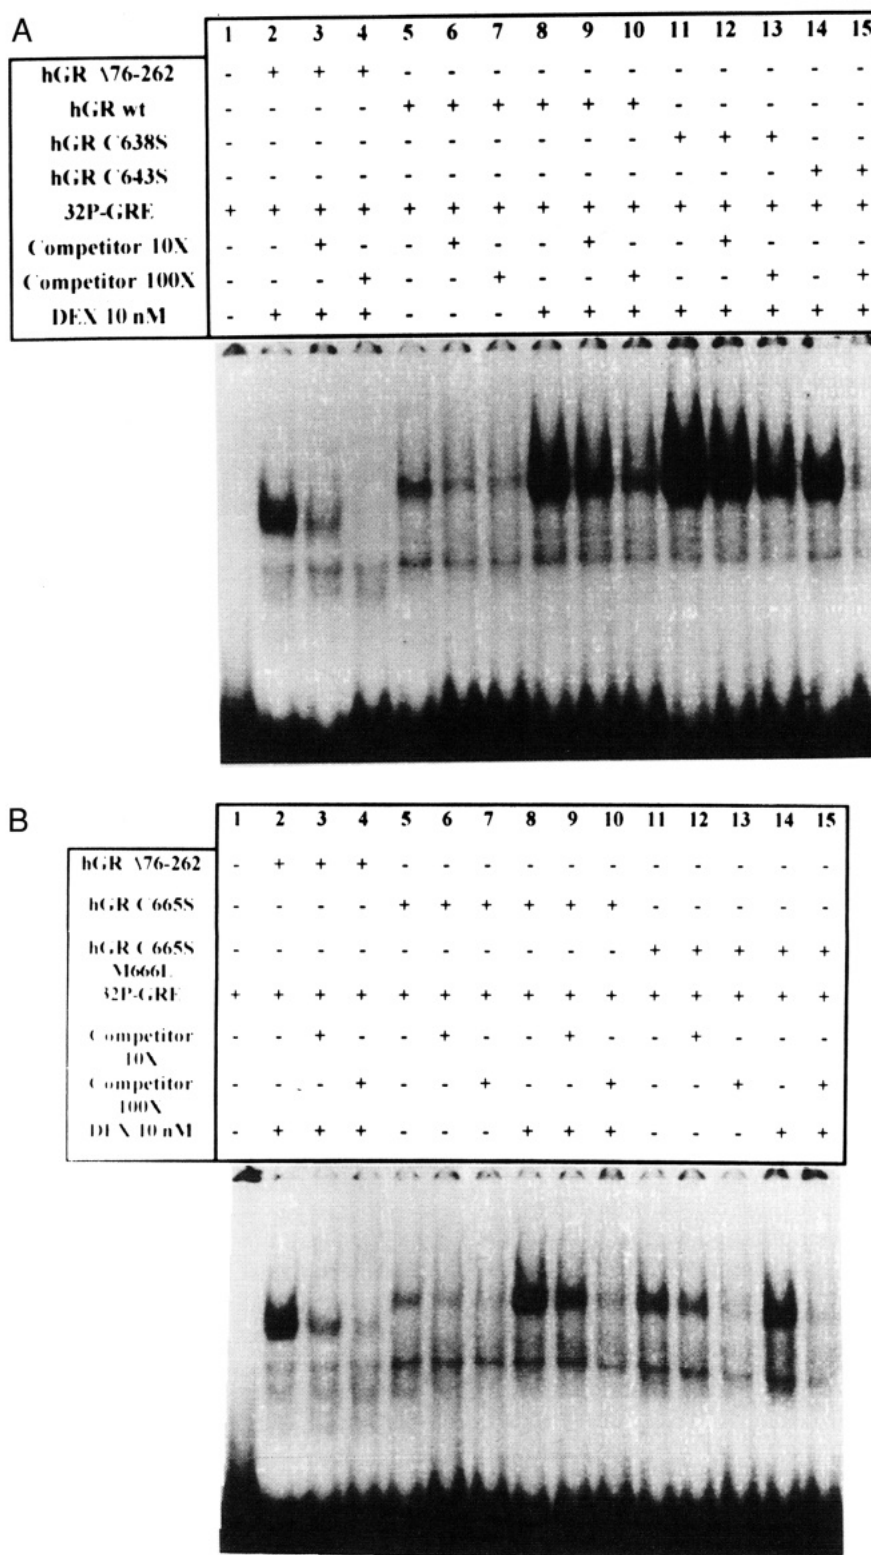 A
1 2 3 4 5 6 7 8 9 10 11 12 13 14 15
hGR Δ76-262 - + + + - - - - - - - - - - -
hGR wt - - - - + + + + + + - - - - -
hGR C638S - - - - - - - - - - + + + - -
hGR C643S - - - - - - - - - - - - - + +
32P-GRE + + + + + + + + + + + + + + +
Competitor 10X - - + - - + - - + - - + - - -
Competitor 100X - - - + - - + - - + - - + - +
DEX 10 nM - + + + - - - + + + + + + + +
B
1 2 3 4 5 6 7 8 9 10 11 12 13 14 15
hGR Δ76-262 - + + + - - - - - - - - - - -
hGR C665S - - - - + + + + + + - - - - -
hGR C665S - - - - - - - - - - + + + + +
M666L
32P-GRE + + + + + + + + + + + + + + +
Competitor - - + - - + - - + - - + - - -
10X
Competitor - - - + - - + - - + - - + - +
100X
DEX 10 nM - + + + - - - + + + - - - + +